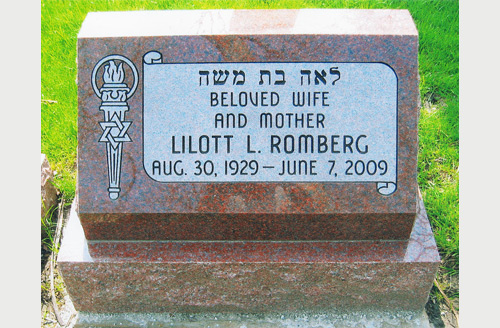 לאה בת משה
BELOVED WIFE
AND MOTHER
LILOTT L. ROMBERG
AUG. 30, 1929 — JUNE 7, 2009